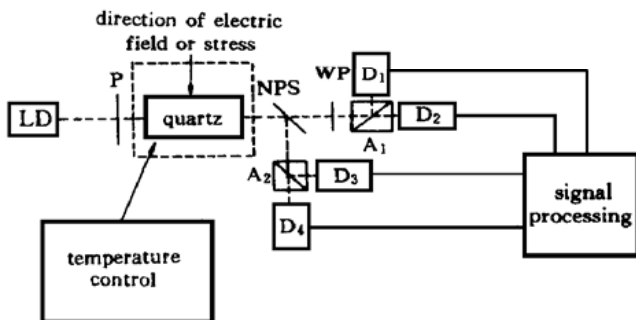 direction of electric
field or stress
P
WP
D1
NPS
LD
quartz
D2
A1
A2
D3
signal
processing
D4
temperature
control